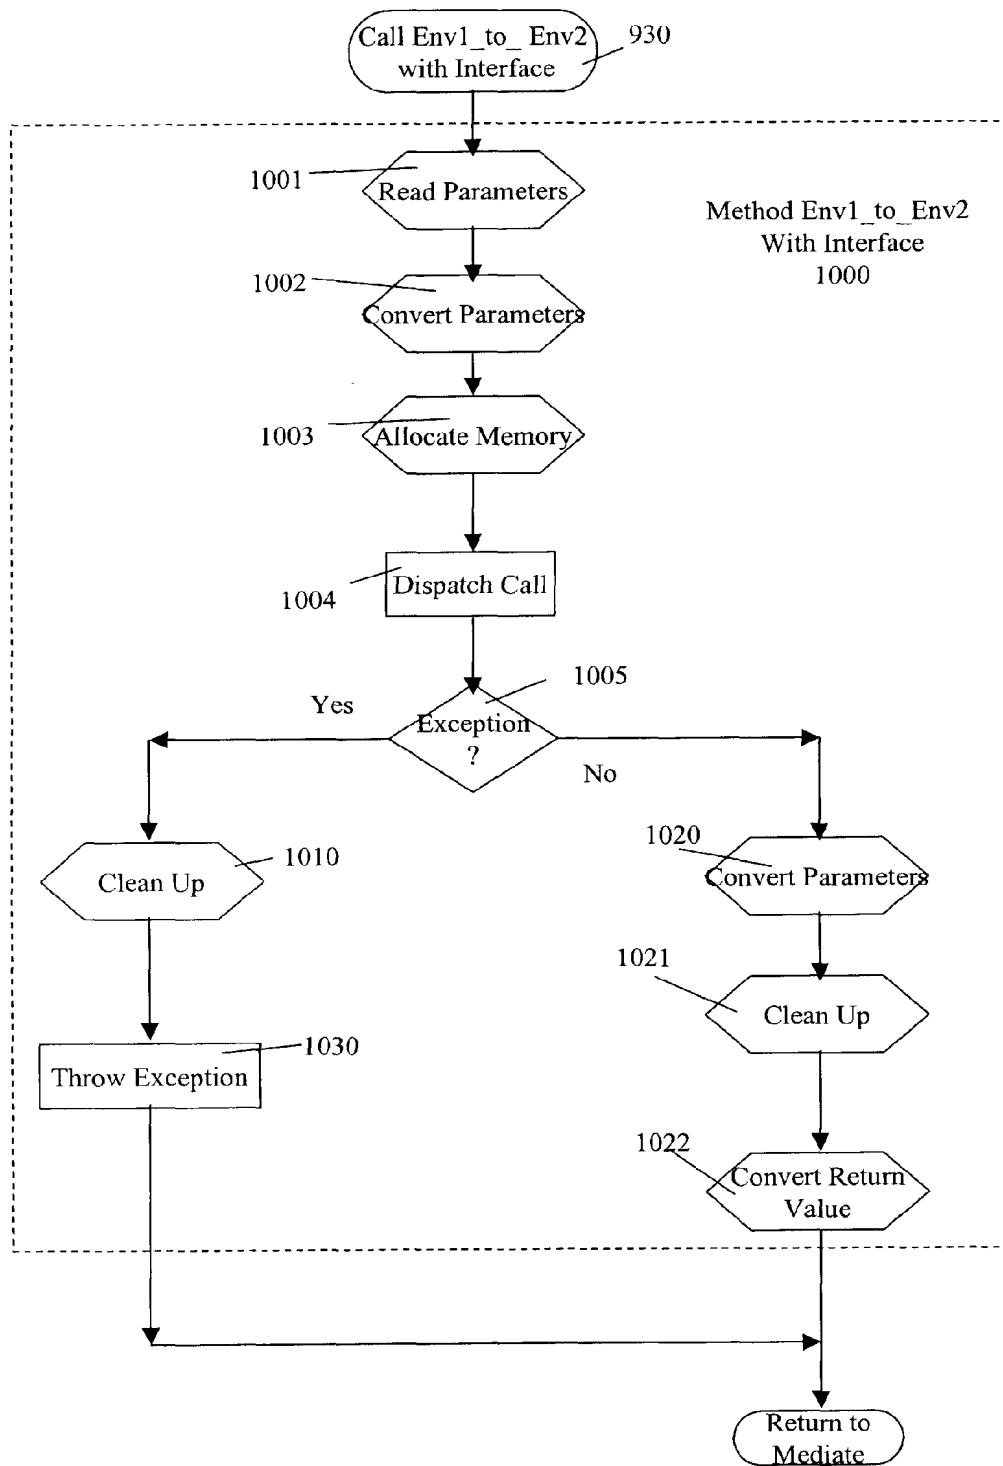 Call Env1_to_ Env2
with Interface
930
1001
Read Parameters
Method Env1_to_Env2
With Interface
1000
1002
Convert Parameters
1003
Allocate Memory
1004
Dispatch Call
1005
Yes
Exception
?
No
1010
Clean Up
1020
Convert Parameters
1021
Clean Up
1030
Throw Exception
1022
Convert Return
Value
Return to
Mediate